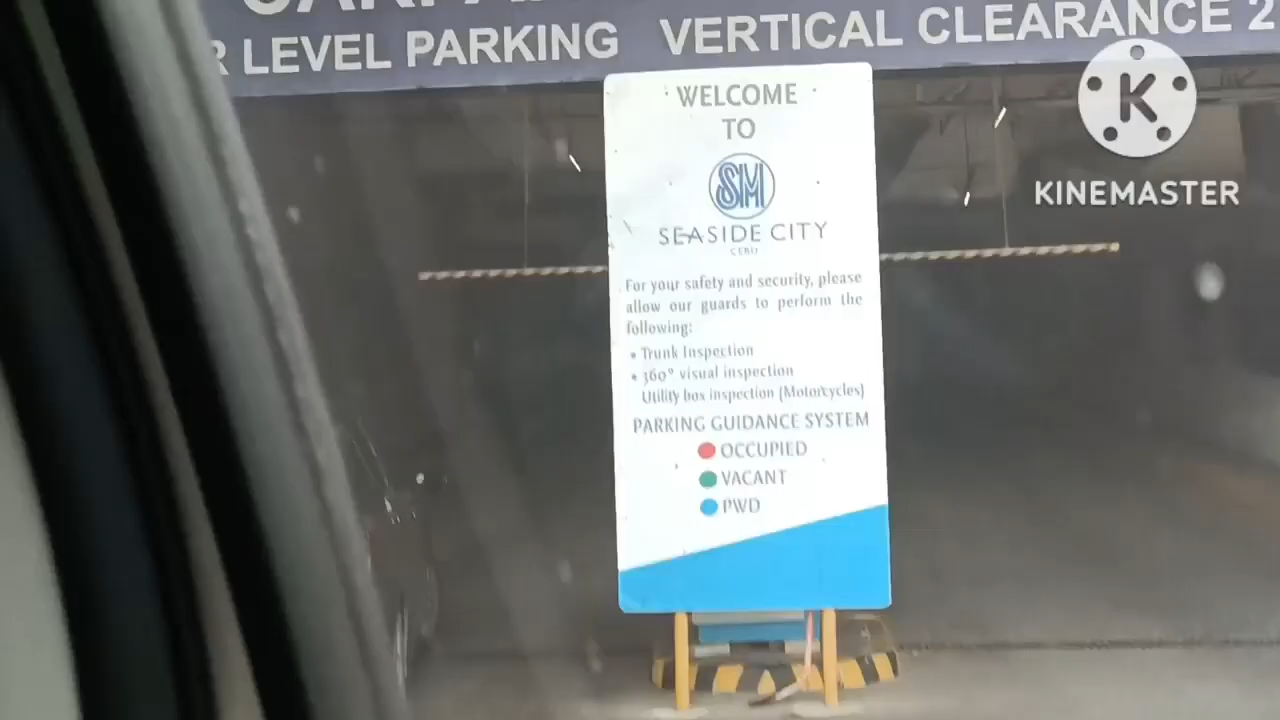 LEVEL PARKING VERTICAL CLEARANCE 2
K
KINEMASTER
WELCOME
TO
SM
SEASIDE CITY
CEBU
For your safety and security, please
allow our guards to perform the
following:
• Trunk Inspection
• 360° visual inspection
Utility box inspection (Motorcycles)
PARKING GUIDANCE SYSTEM
OCCUPIED
VACANT
PWD